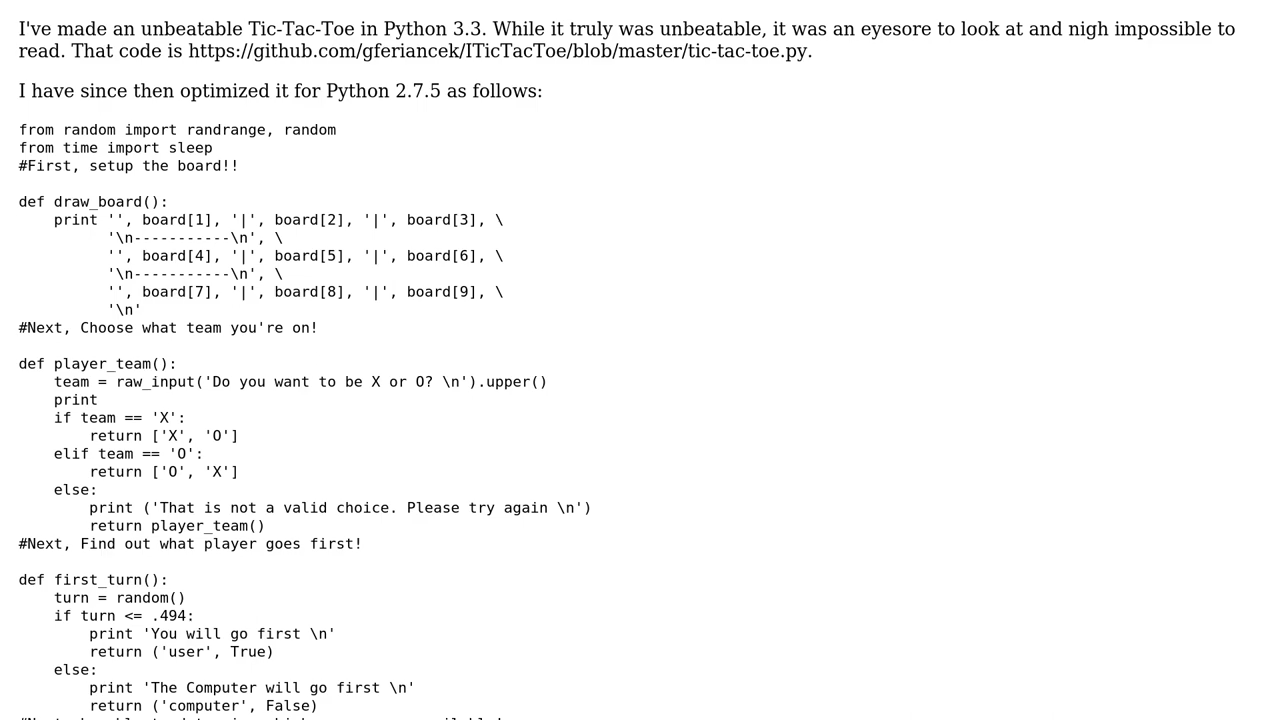 I've made an unbeatable Tic-Tac-Toe in Python 3.3. While it truly was unbeatable, it was an eyesore to look at and nigh impossible to
read. That code is https://github.com/gferiancek/ITicTacToe/blob/master/tic-tac-toe.py.
I have since then optimized it for Python 2.7.5 as follows:
from random import randrange, random
from time import sleep
#First, setup the board!!
def draw_board():
    print '', board[1], '|', board[2], '|', board[3], \
          '\n-----------\n', \
          '', board[4], '|', board[5], '|', board[6], \
          '\n-----------\n', \
          '', board[7], '|', board[8], '|', board[9], \
          '\n'
#Next, Choose what team you're on!
def player_team():
    team = raw_input('Do you want to be X or O? \n').upper()
    print
    if team == 'X':
        return ['X', 'O']
    elif team == 'O':
        return ['O', 'X']
    else:
        print ('That is not a valid choice. Please try again \n')
        return player_team()
#Next, Find out what player goes first!
def first_turn():
    turn = random()
    if turn <= .494:
        print 'You will go first \n'
        return ('user', True)
    else:
        print 'The Computer will go first \n'
        return ('computer', False)